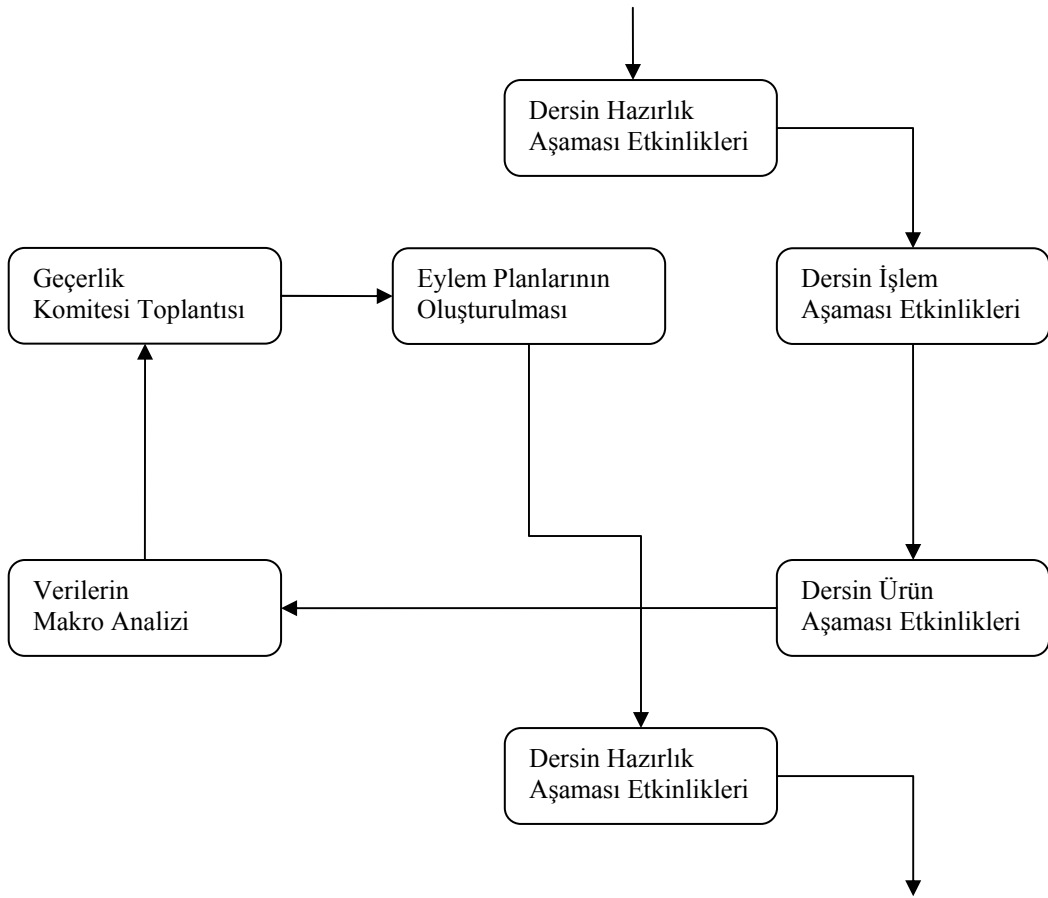 Dersin Hazırlık
Aşaması Etkinlikleri
Geçerlik
Komitesi Toplantısı
Eylem Planlarının
Oluşturulması
Dersin İşlem
Aşaması Etkinlikleri
Verilerin
Makro Analizi
Dersin Ürün
Aşaması Etkinlikleri
Dersin Hazırlık
Aşaması Etkinlikleri